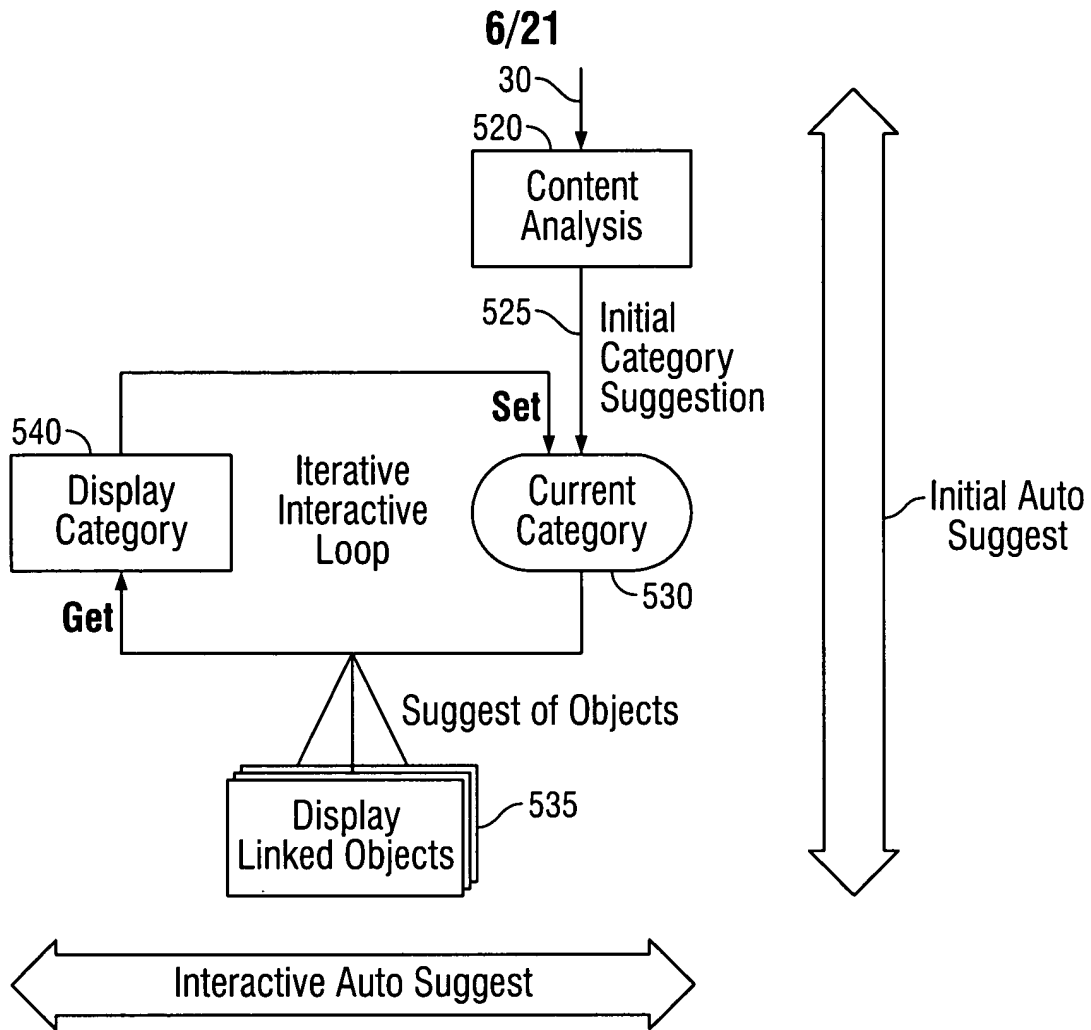 6/21
30
520
Content
Analysis
525
Initial
Category
Suggestion
Set
540
Display
Category
Iterative
Interactive
Loop
Current
Category
Initial Auto
Suggest
530
Get
Suggest of Objects
535
Display
Linked Objects
Interactive Auto Suggest